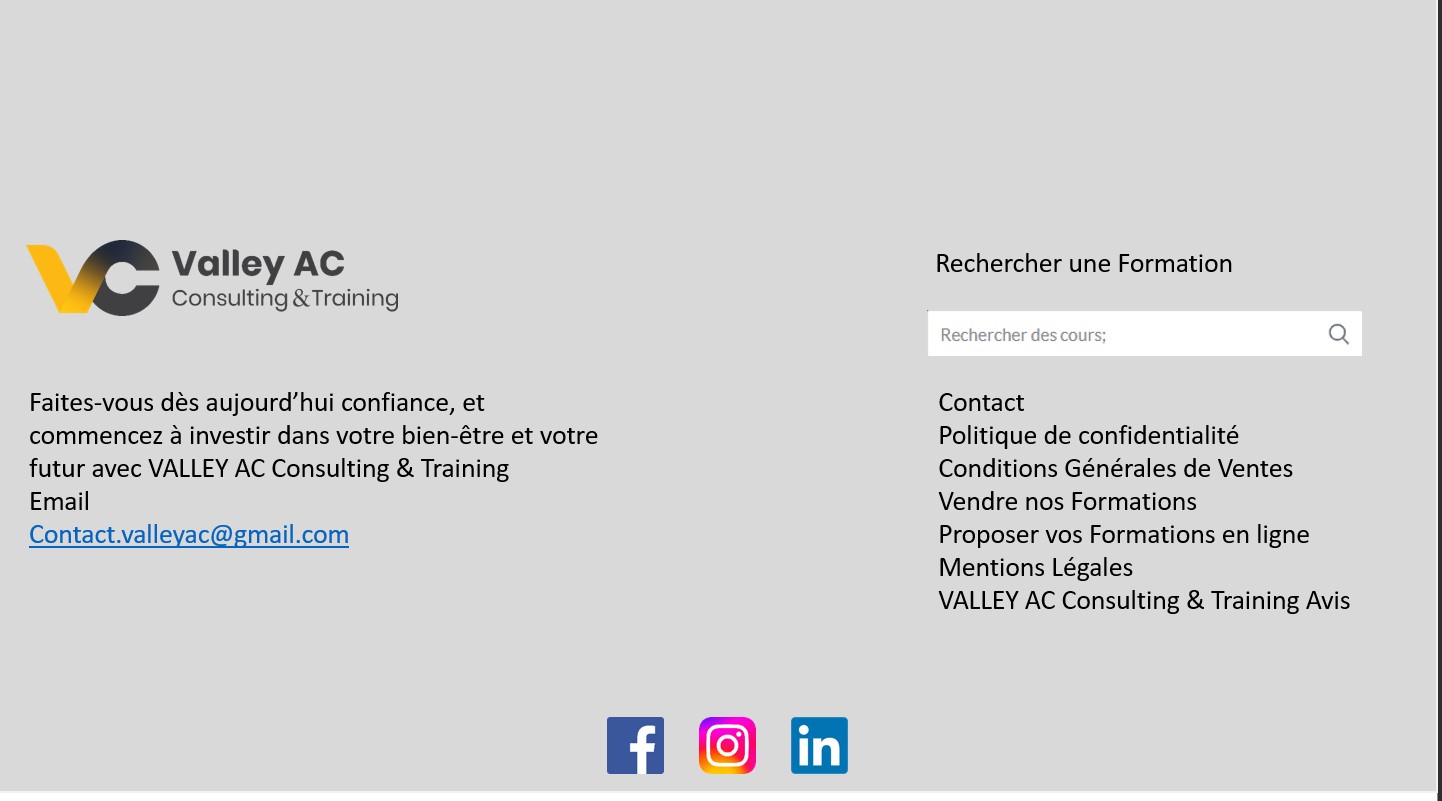 Valley AC
Consulting & Training
Faites-vous dès aujourd’hui confiance, et
commencez à investir dans votre bien-être et votre
futur avec VALLEY AC Consulting & Training
Email
Contact.valleyac@gmail.com
Rechercher une Formation
Rechercher des cours;
Contact
Politique de confidentialité
Conditions Générales de Ventes
Vendre nos Formations
Proposer vos Formations en ligne
Mentions Légales
VALLEY AC Consulting & Training Avis